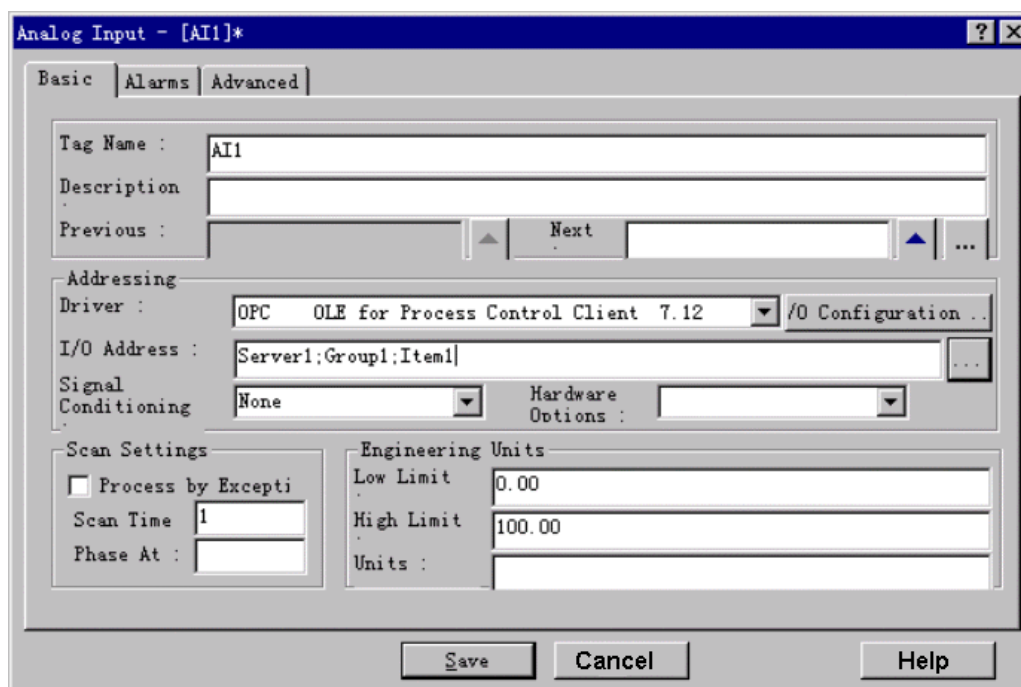 Analog Input - [AI1]*
Basic Alarms Advanced
Tag Name : AI1
Description
Previous : Next ...
Addressing
Driver : OPC OLE for Process Control Client 7.12 /O Configuration ..
I/O Address : Server1;Group1;Item1 ...
Signal
Conditioning None Hardware
Options :
Scan Settings
Process by Excepti
Scan Time 1
Phase At :
Engineering Units
Low Limit 0.00
High Limit 100.00
Units :
Save Cancel Help